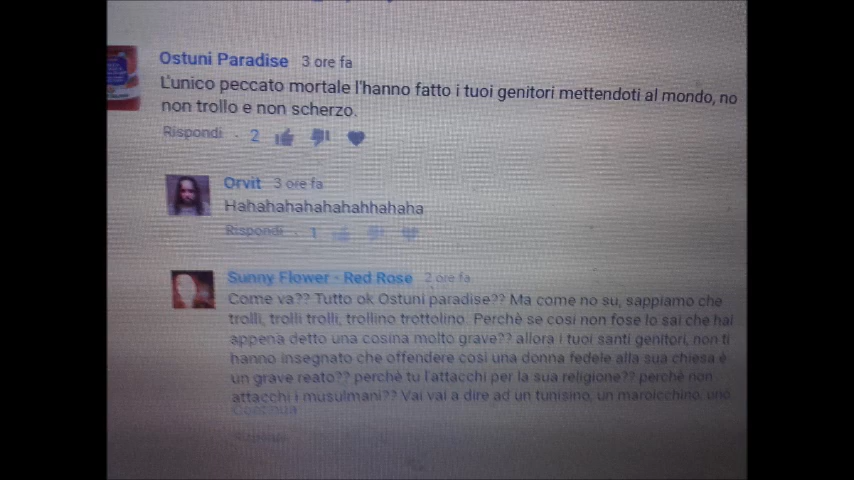 Ostuni Paradise 3 ore fa
L'unico peccato mortale l'hanno fatto i tuoi genitori mettendoti al mondo, no
non trollo e non scherzo.
Rispondi · 2
Orvit 3 ore fa
Hahahahahahahahhahaha
Rispondi · 1
Sunny Flower - Red Rose 2 ore fa
Come va?? Tutto ok Ostuni paradise?? Ma come no su, sappiamo che
trolli, trolli trolli, trollino trottolino. Perchè se cosi non fose lo sai che hai
appena detto una cosina molto grave?? allora i tuoi santi genitori, non ti
hanno insegnato che offendere cosi una donna fedele alla sua chiesa è
un grave reato?? perchè tu l'attacchi per la sua religione?? perchè non
attacchi i musulmani?? Vai vai a dire ad un tunisino, un maroicchino, uno
Continua